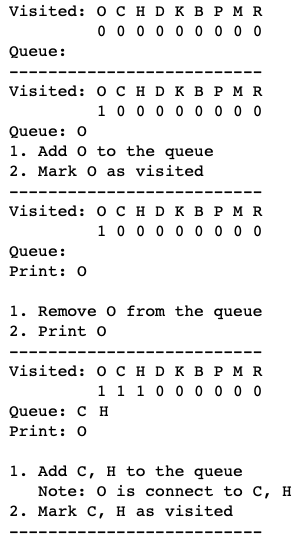 Visited: O C H D K B P M R
0 0 0 0 0 0 0 0 0
Queue:
--------------------------
Visited: O C H D K B P M R
1 0 0 0 0 0 0 0 0
Queue: O
1. Add O to the queue
2. Mark O as visited
--------------------------
Visited: O C H D K B P M R
1 0 0 0 0 0 0 0 0
Queue:
Print: O
1. Remove O from the queue
2. Print O
--------------------------
Visited: O C H D K B P M R
1 1 1 0 0 0 0 0 0
Queue: C H
Print: O
1. Add C, H to the queue
Note: O is connect to C, H
2. Mark C, H as visited
--------------------------